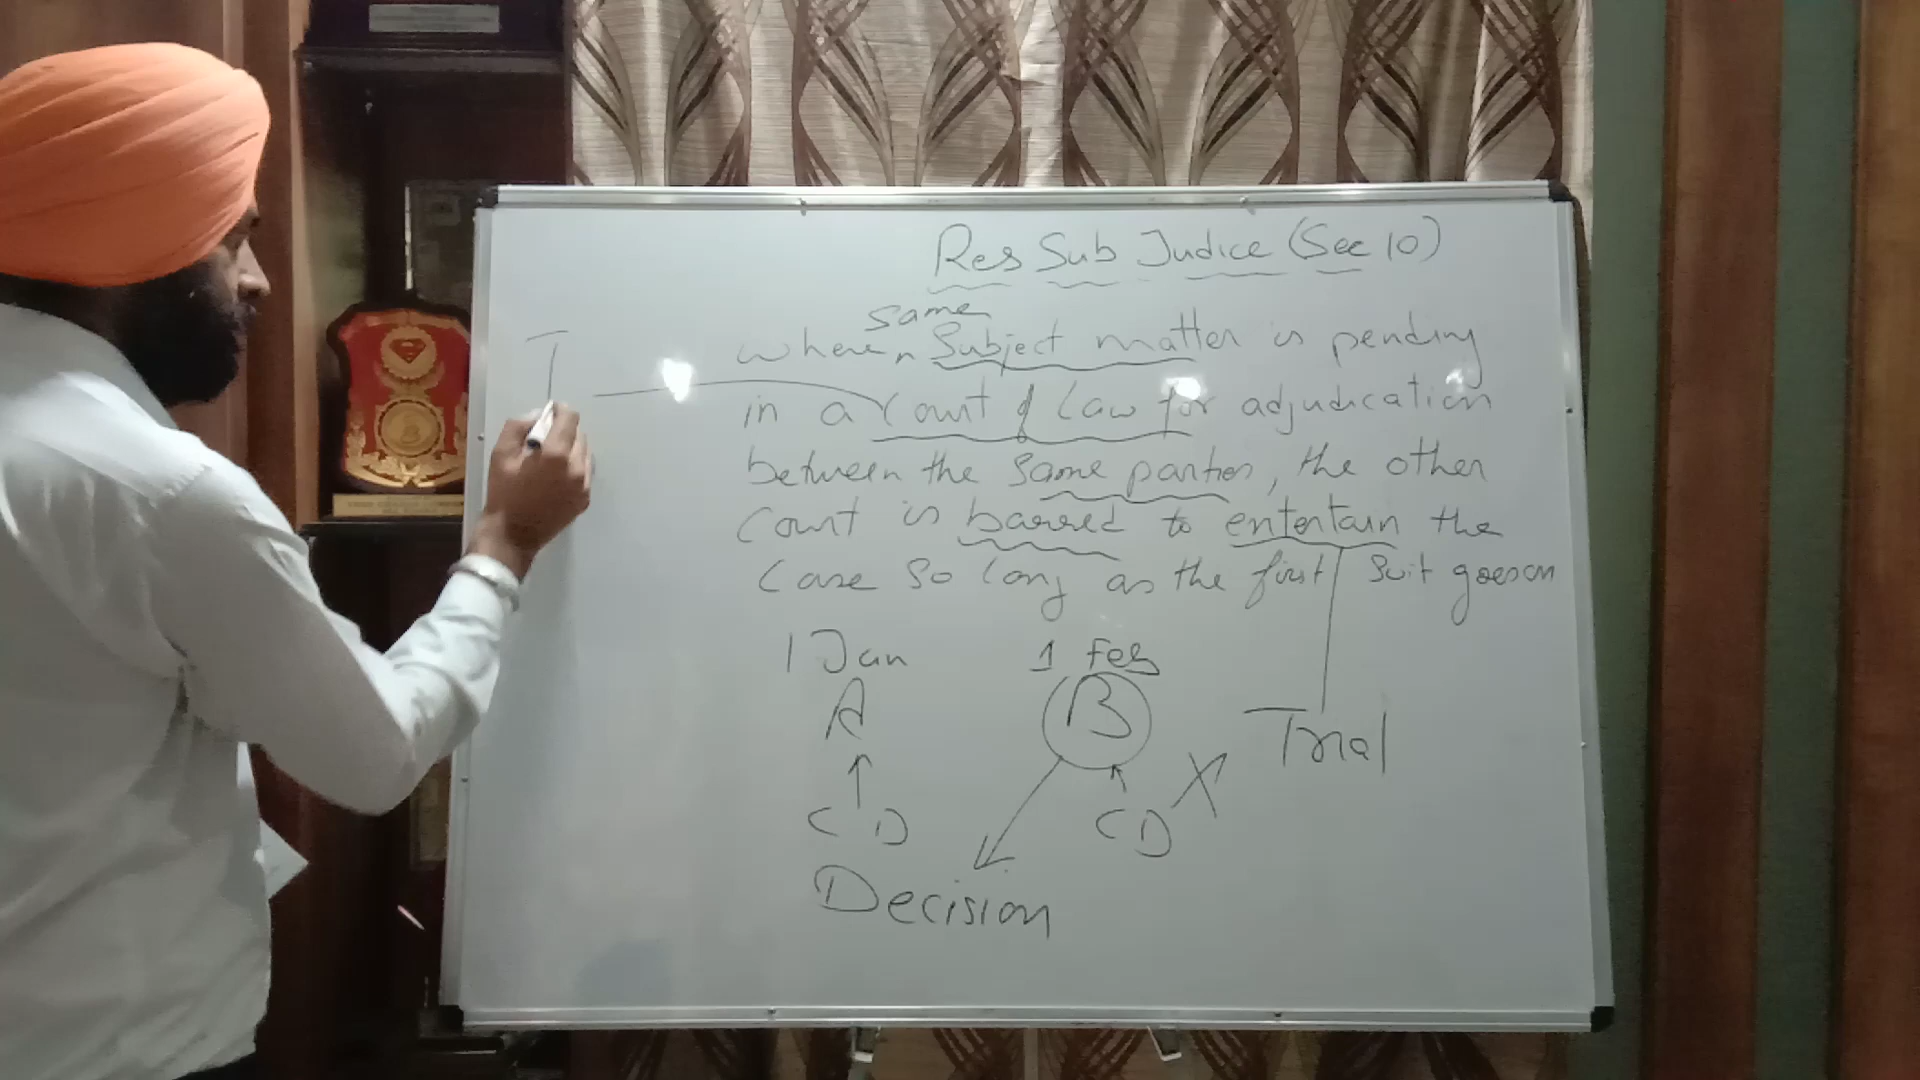 Res Sub Judice (Sec 10)
same
where subject matter is pending
in a Court of Law for adjudication
between the same parties, the other
Court is barred to entertain the
Case so long as the first suit goes on
1 Jan 1 Feb
A B
C D C D X Trial
Decision
I